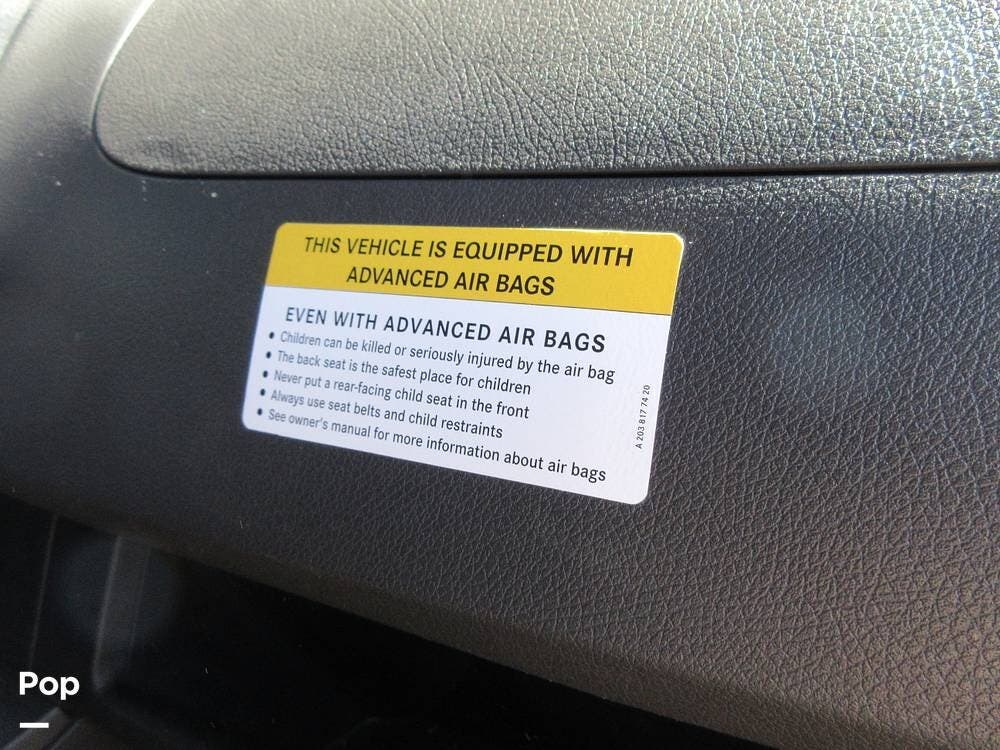 THIS VEHICLE IS EQUIPPED WITH
ADVANCED AIR BAGS
EVEN WITH ADVANCED AIR BAGS
• Children can be killed or seriously injured by the air bag
• The back seat is the safest place for children
• Never put a rear-facing child seat in the front
• Always use seat belts and child restraints
• See owner's manual for more information about air bags
A 203 817 74 20
Pop